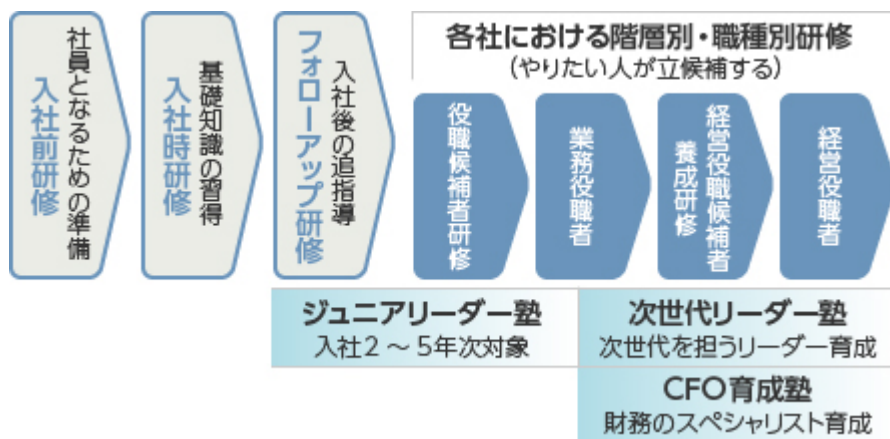 社員となるための準備
入社前研修
基礎知識の習得
入社時研修
入社後の追指導
フォローアップ研修
各社における階層別・職種別研修
(やりたい人が立候補する)
役職候補者研修
業務役職者
経営役職候補者
養成研修
経営役職者
ジュニアリーダー塾
入社2～5年次対象
次世代リーダー塾
次世代を担うリーダー育成
CFO育成塾
財務のスペシャリスト育成